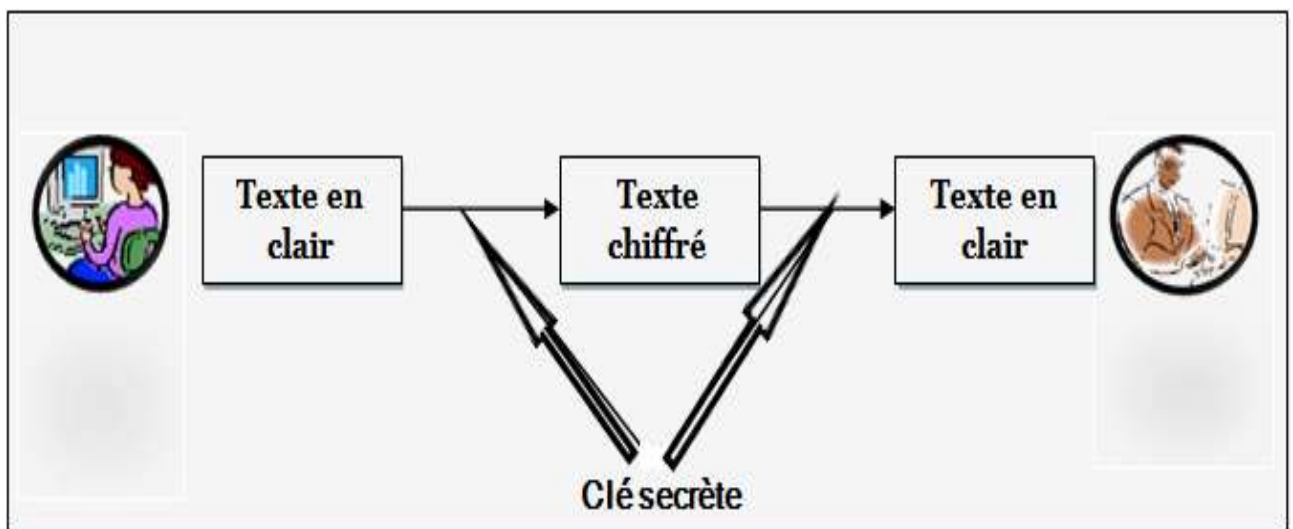 Texte en
clair
Texte
chiffré
Texte en
clair
Clé secrète